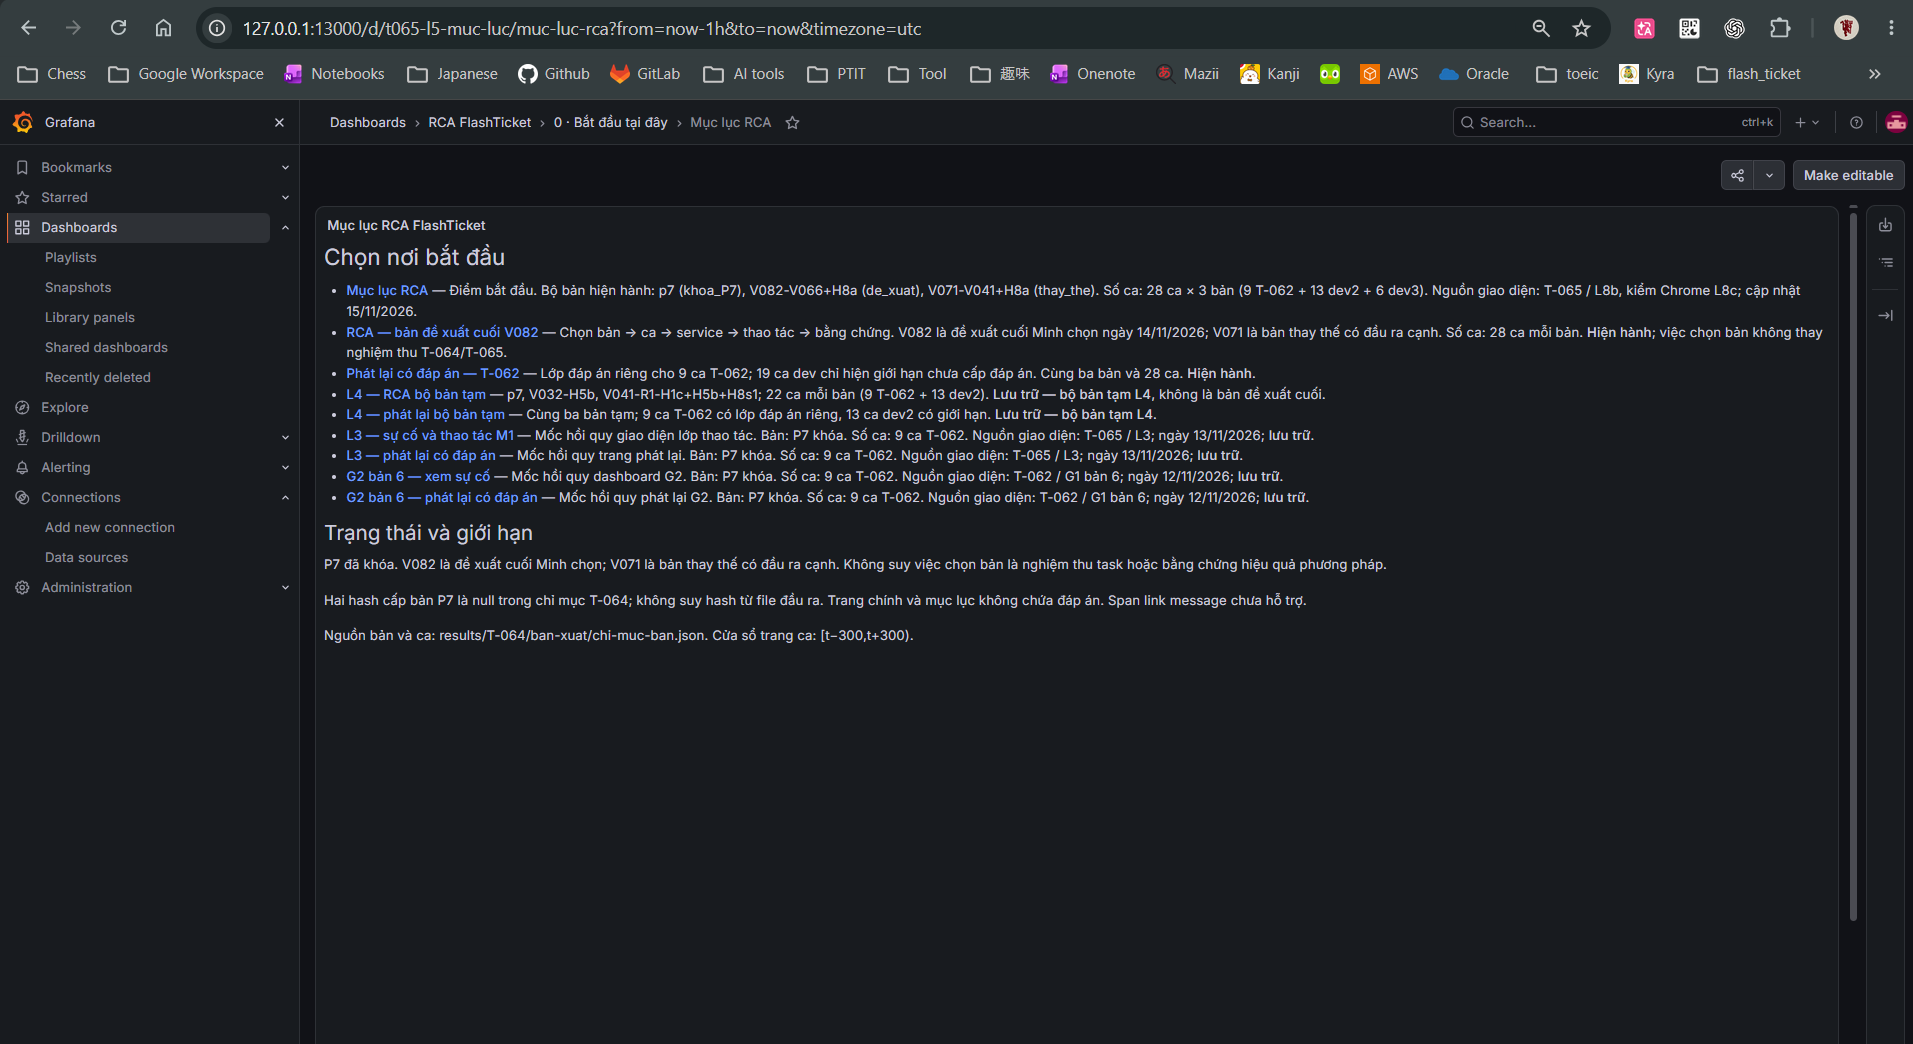 127.0.0.1:13000/d/t065-l5-muc-luc/muc-luc-rca?from=now-1h&to=now&timezone=utc
Chess Google Workspace Notebooks Japanese Github GitLab AI tools PTIT Tool 趣味 Onenote Mazii Kanji AWS Oracle toeic Kyra flash_ticket »
Grafana
Dashboards › RCA FlashTicket › 0 · Bắt đầu tại đây › Mục lục RCA
Search... ctrl+k
Bookmarks
Starred
Dashboards
Playlists
Snapshots
Library panels
Shared dashboards
Recently deleted
Explore
Drilldown
Alerting
Connections
Add new connection
Data sources
Administration
Make editable
Mục lục RCA FlashTicket
Chọn nơi bắt đầu
• Mục lục RCA — Điểm bắt đầu. Bộ bản hiện hành: p7 (khoa_P7), V082-V066+H8a (de_xuat), V071-V041+H8a (thay_the). Số ca: 28 ca × 3 bản (9 T-062 + 13 dev2 + 6 dev3). Nguồn giao diện: T-065 / L8b, kiểm Chrome L8c; cập nhật
15/11/2026.
• RCA — bản đề xuất cuối V082 — Chọn bản → ca → service → thao tác → bằng chứng. V082 là đề xuất cuối Minh chọn ngày 14/11/2026; V071 là bản thay thế có đầu ra cạnh. Số ca: 28 ca mỗi bản. Hiện hành; việc chọn bản không thay
nghiệm thu T-064/T-065.
• Phát lại có đáp án — T-062 — Lớp đáp án riêng cho 9 ca T-062; 19 ca dev chỉ hiện giới hạn chưa cấp đáp án. Cùng ba bản và 28 ca. Hiện hành.
• L4 — RCA bộ bản tạm — p7, V032-H5b, V041-R1-H1c+H5b+H8s1; 22 ca mỗi bản (9 T-062 + 13 dev2). Lưu trữ — bộ bản tạm L4, không là bản đề xuất cuối.
• L4 — phát lại bộ bản tạm — Cùng ba bản tạm; 9 ca T-062 có lớp đáp án riêng, 13 ca dev2 có giới hạn. Lưu trữ — bộ bản tạm L4.
• L3 — sự cố và thao tác M1 — Mốc hồi quy giao diện lớp thao tác. Bản: P7 khóa. Số ca: 9 ca T-062. Nguồn giao diện: T-065 / L3; ngày 13/11/2026; lưu trữ.
• L3 — phát lại có đáp án — Mốc hồi quy trang phát lại. Bản: P7 khóa. Số ca: 9 ca T-062. Nguồn giao diện: T-065 / L3; ngày 13/11/2026; lưu trữ.
• G2 bản 6 — xem sự cố — Mốc hồi quy dashboard G2. Bản: P7 khóa. Số ca: 9 ca T-062. Nguồn giao diện: T-062 / G1 bản 6; ngày 12/11/2026; lưu trữ.
• G2 bản 6 — phát lại có đáp án — Mốc hồi quy phát lại G2. Bản: P7 khóa. Số ca: 9 ca T-062. Nguồn giao diện: T-062 / G1 bản 6; ngày 12/11/2026; lưu trữ.
Trạng thái và giới hạn
P7 đã khóa. V082 là đề xuất cuối Minh chọn; V071 là bản thay thế có đầu ra cạnh. Không suy việc chọn bản là nghiệm thu task hoặc bằng chứng hiệu quả phương pháp.
Hai hash cấp bản P7 là null trong chỉ mục T-064; không suy hash từ file đầu ra. Trang chính và mục lục không chứa đáp án. Span link message chưa hỗ trợ.
Nguồn bản và ca: results/T-064/ban-xuat/chi-muc-ban.json. Cửa sổ trang ca: [t−300,t+300).